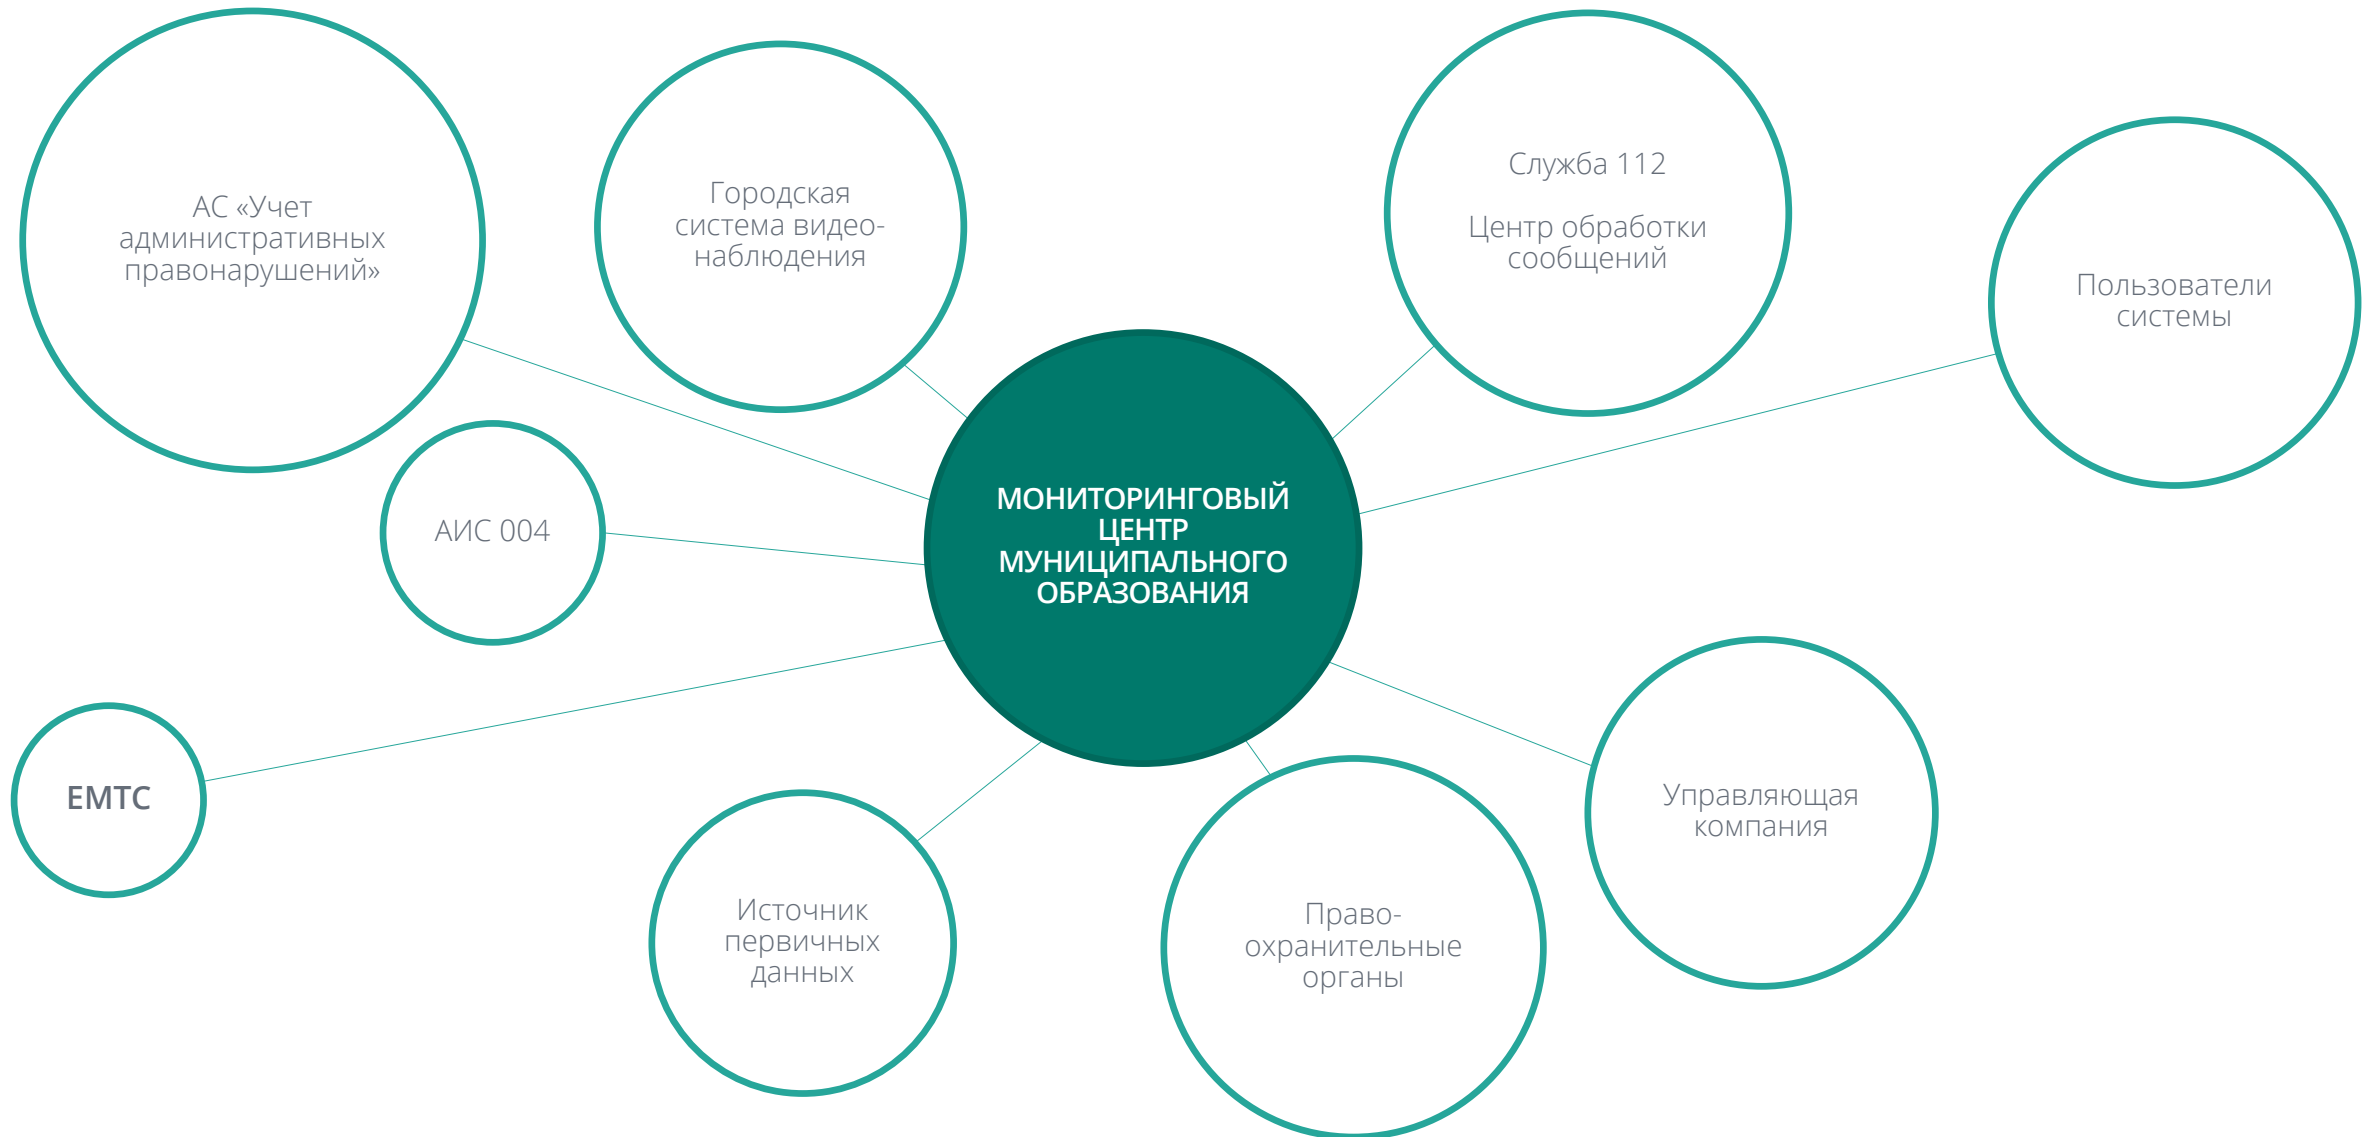 АС «Учет
административных
правонарушений»
Городская
система видео-
наблюдения
Служба 112
Центр обработки
сообщений
Пользователи
системы
АИС 004
МОНИТОРИНГОВЫЙ
ЦЕНТР
МУНИЦИПАЛЬНОГО
ОБРАЗОВАНИЯ
ЕМТС
Источник
первичных
данных
Право-
охранительные
органы
Управляющая
компания